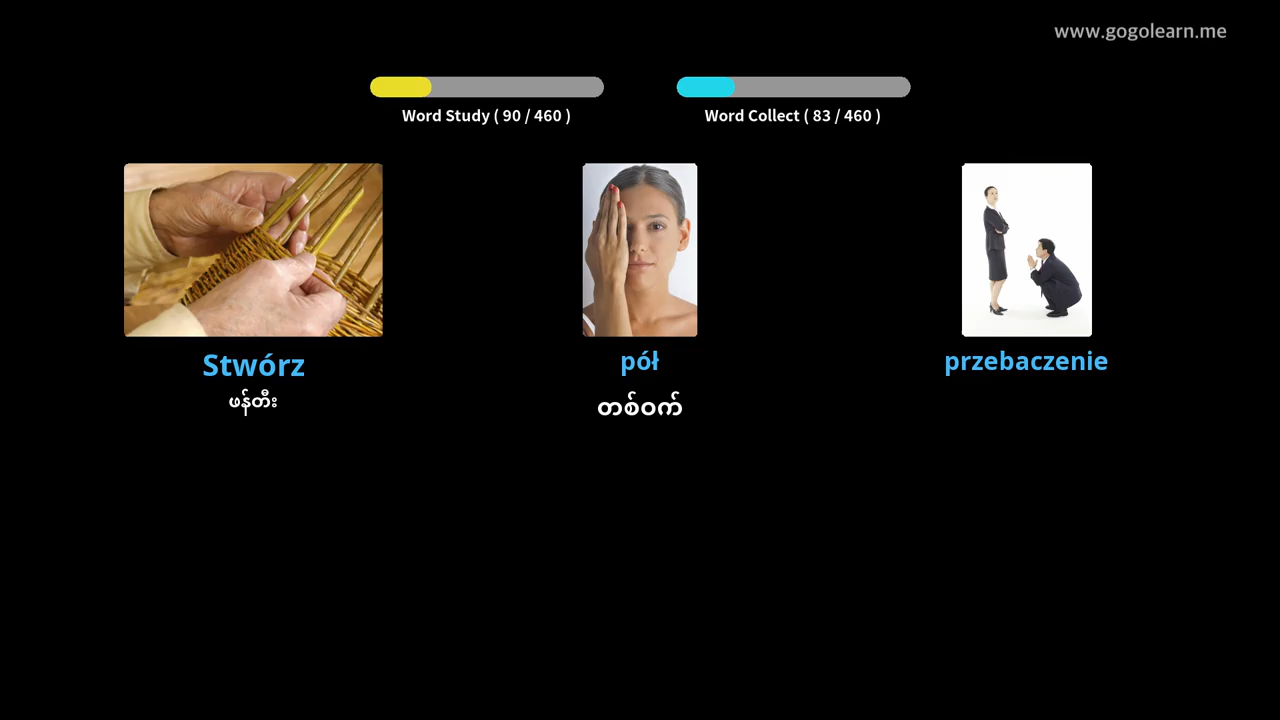 www.gogolearn.me
Word Study ( 90 / 460 )
Word Collect ( 83 / 460 )
Stwórz
ဖန်တီး
pół
တစ်ဝက်
przebaczenie